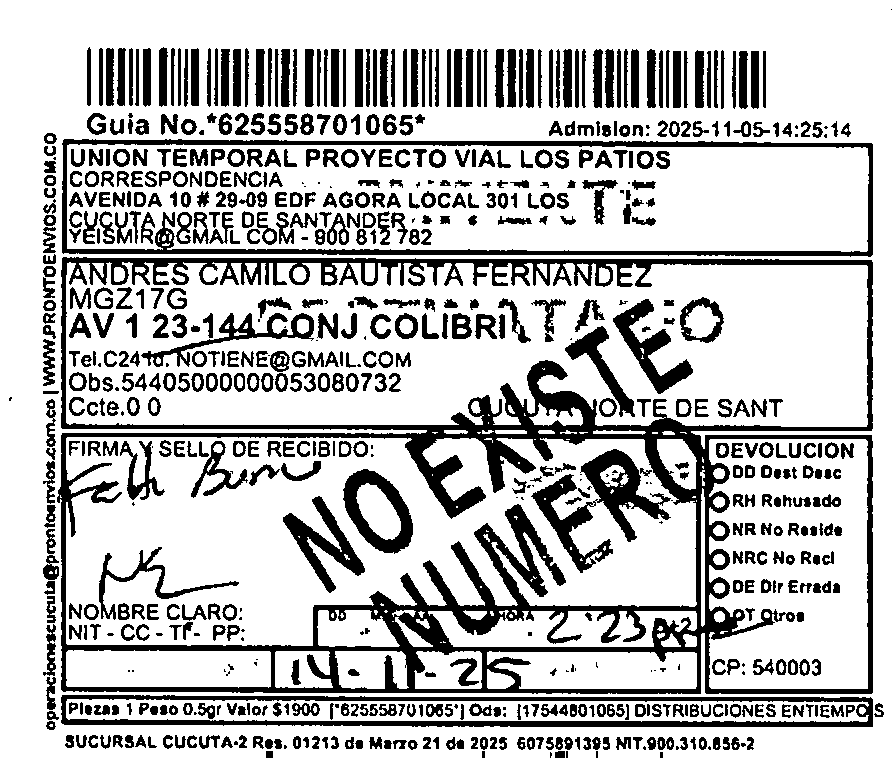 Guia No.*625558701065*
Admision: 2025-11-05-14:25:14
UNION TEMPORAL PROYECTO VIAL LOS PATIOS
CORRESPONDENCIA
AVENIDA 10 # 29-09 EDF AGORA LOCAL 301 LOS
CUCUTA NORTE DE SANTANDER
YEISMIR@GMAIL COM - 900 812 782
ANDRES CAMILO BAUTISTA FERNANDEZ
MGZ17G
AV 1 23-144 CONJ COLIBRI
NOTIENE@GMAIL.COM
Obs.54405000000053080732
Ccte.0 0
CUCUTA NORTE DE SANT
NO EXISTE
NUMERO
FIRMA Y SELLO DE RECIBIDO:
NOMBRE CLARO:
NIT - CC - TI - PP:
DD
HORA
2:23
14-11-25
DEVOLUCION
DD Dest Desc
RH Rehusado
NR No Reside
NRC No Recl
DE Dir Errada
OT Otros
CP: 540003
Piezas 1 Peso 0.5gr Valor $1900 [*625558701065*] Ods: [17544801065] DISTRIBUCIONES ENTIEMPO S
SUCURSAL CUCUTA-2 Res. 01213 de Marzo 21 de 2025 6075891395 NIT.900.310.856-2
operacionescucuta@prontoenvios.com.co | WWW.PRONTOENVIOS.COM.CO